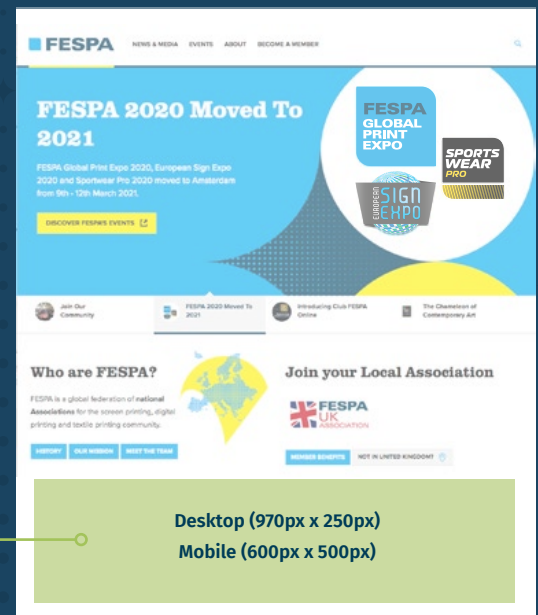 FESPA
NEWS & MEDIA EVENTS ABOUT BECOME A MEMBER
FESPA 2020 Moved To
2021
FESPA Global Print Expo 2020, European Sign Expo
2020 and Sportswear Pro 2020 moved to Amsterdam
from 9th - 12th March 2021.
DISCOVER FESPA'S EVENTS
FESPA
GLOBAL
PRINT
EXPO
SPORTS
WEAR
PRO
EUROPEAN
SIGN
EXPO
Join Our
Community
FESPA 2020 Moved To
2021
Introducing Club FESPA
Online
The Chameleon of
Contemporary Art
Who are FESPA?
FESPA is a global federation of national
Associations for the screen printing, digital
printing and textile printing community.
HISTORY OUR MISSION MEET THE TEAM
Join your Local Association
FESPA
UK
ASSOCIATION
MEMBER BENEFITS NOT IN UNITED KINGDOM?
Desktop (970px x 250px)
Mobile (600px x 500px)